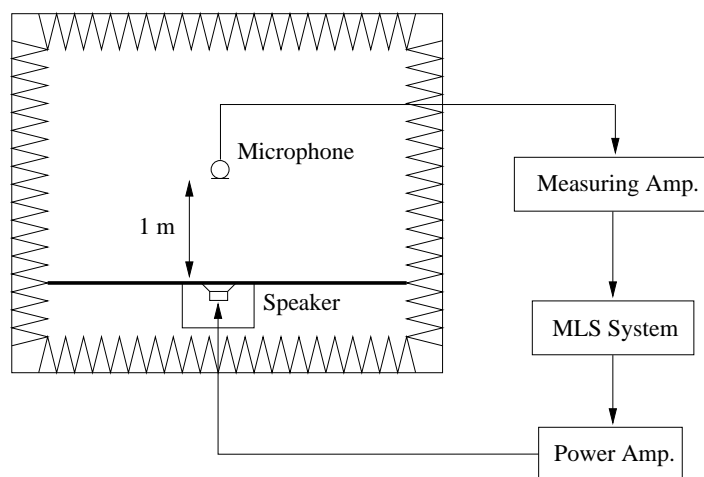 Microphone
Measuring Amp.
1 m
Speaker
MLS System
Power Amp.